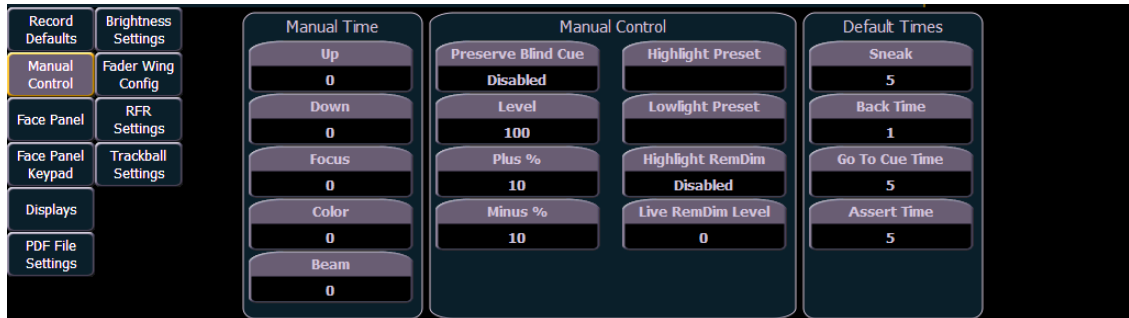 Record
Defaults
Brightness
Settings
Manual
Control
Fader Wing
Config
Face Panel
RFR
Settings
Face Panel
Keypad
Trackball
Settings
Displays
PDF File
Settings
Manual Time
Up
0
Down
0
Focus
0
Color
0
Beam
0
Manual Control
Preserve Blind Cue
Disabled
Level
100
Plus %
10
Minus %
10
Highlight Preset
Lowlight Preset
Highlight RemDim
Disabled
Live RemDim Level
0
Default Times
Sneak
5
Back Time
1
Go To Cue Time
5
Assert Time
5